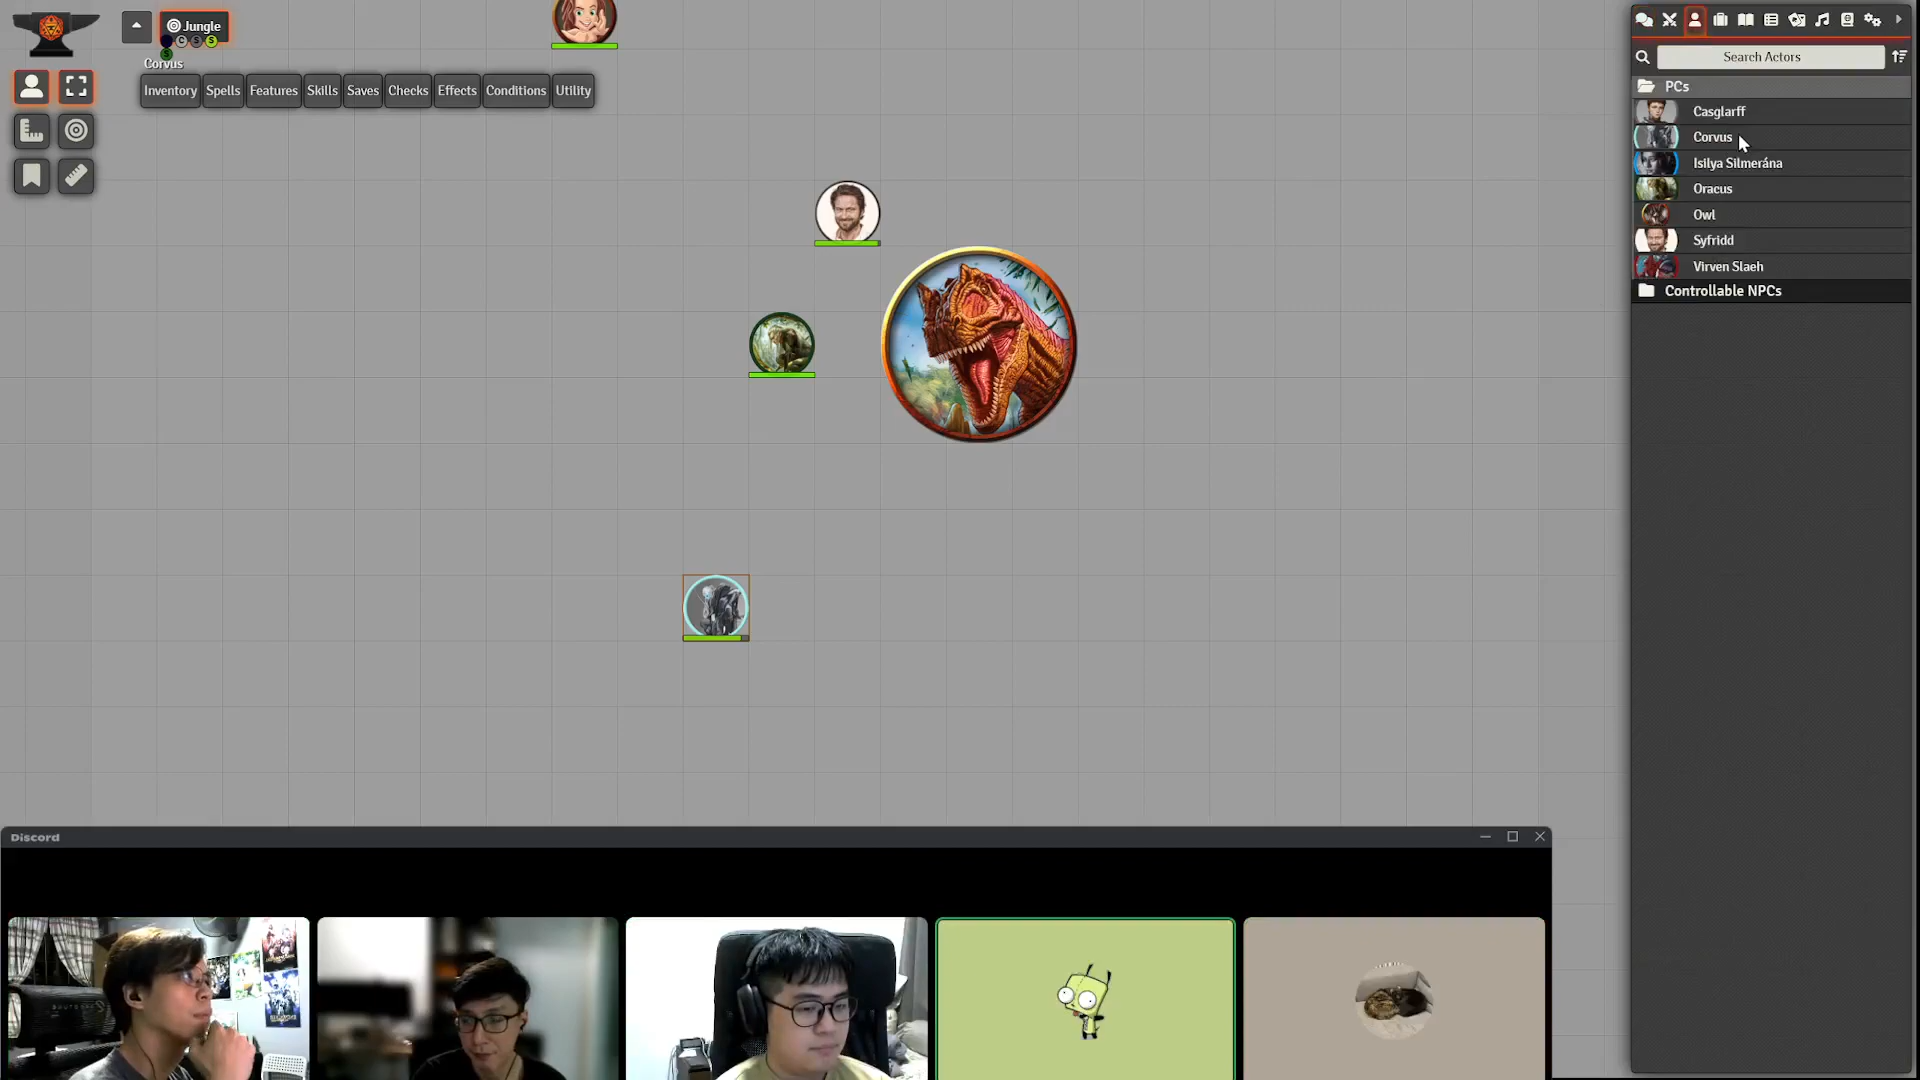 Jungle
C S S
S
Corvus
Inventory Spells Features Skills Saves Checks Effects Conditions Utility
Search Actors
PCs
Casglarff
Corvus
Isilya Silmerána
Oracus
Owl
Syfridd
Virven Slaeh
Controllable NPCs
Discord